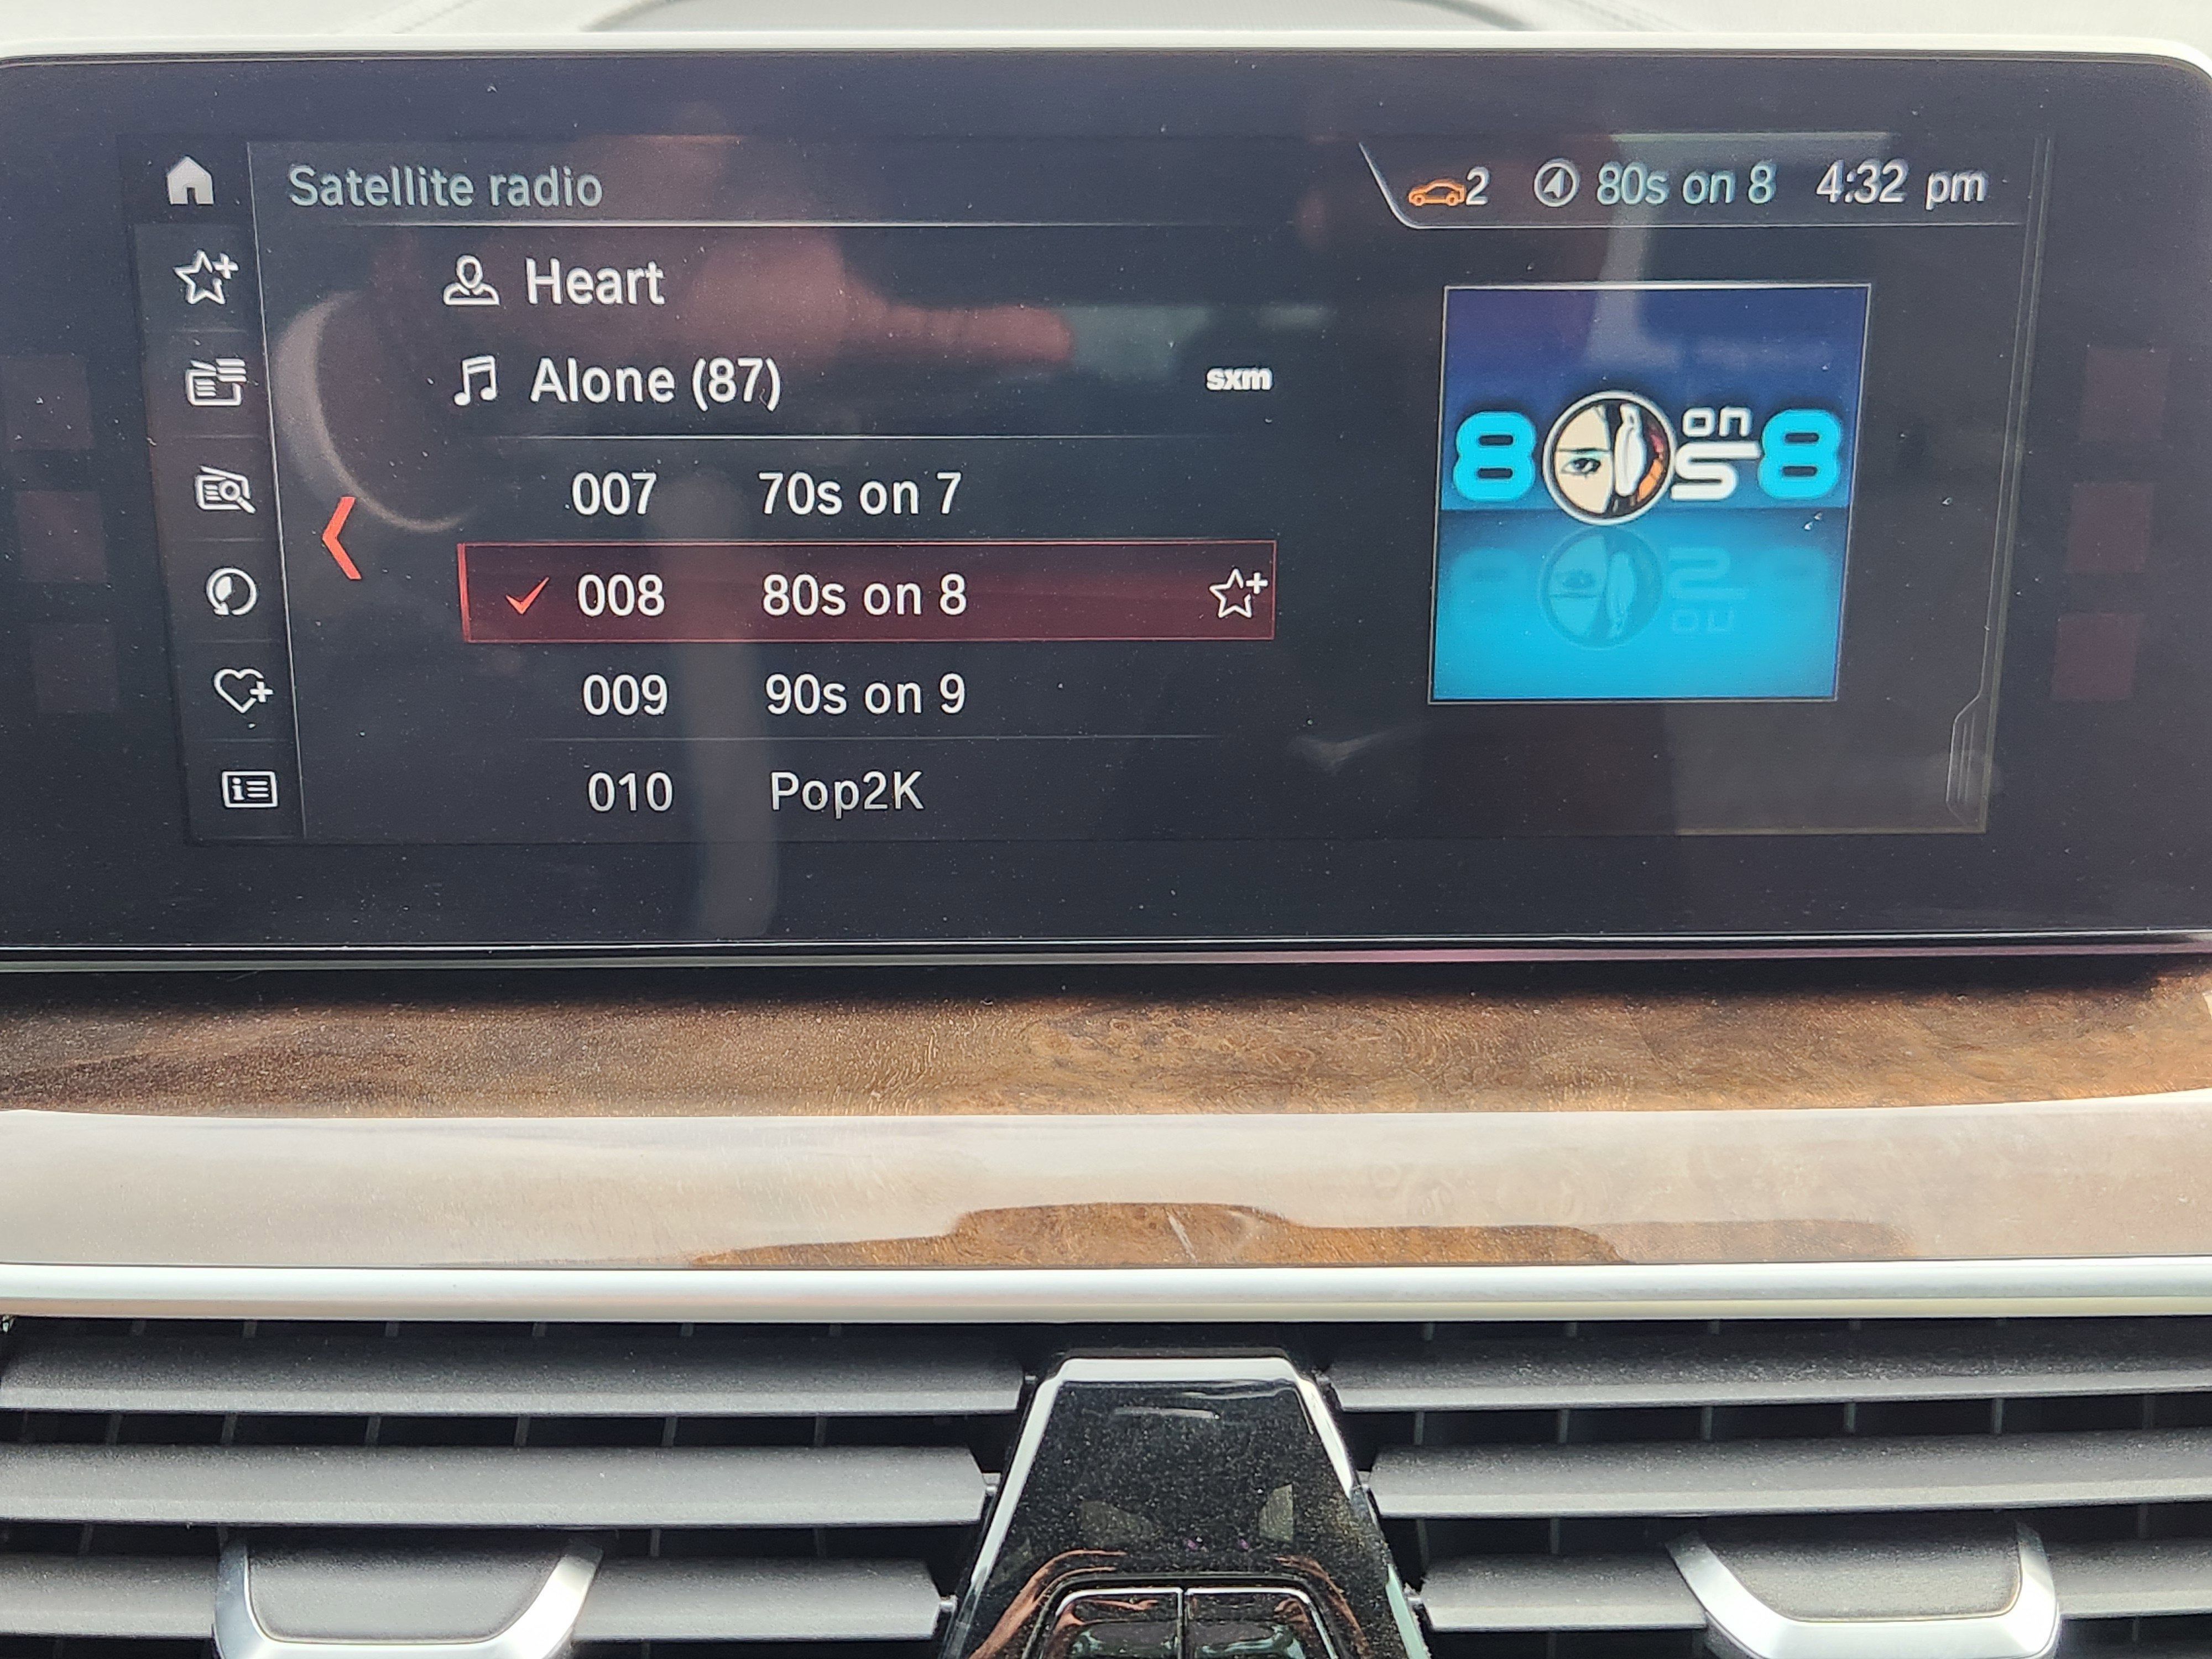 Satellite radio
2 80s on 8 4:32 pm
Heart
Alone (87) sxm
007 70s on 7
008 80s on 8
009 90s on 9
010 Pop2K
80s on 8